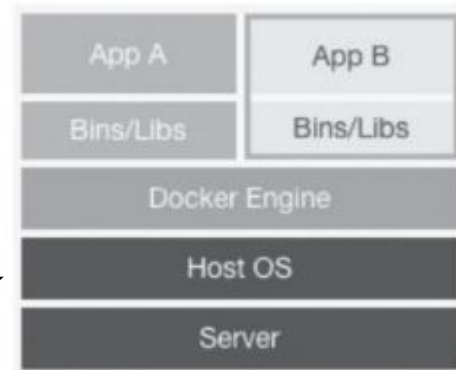 App A
App B
Bins/Libs
Bins/Libs
Docker Engine
Host OS
Server